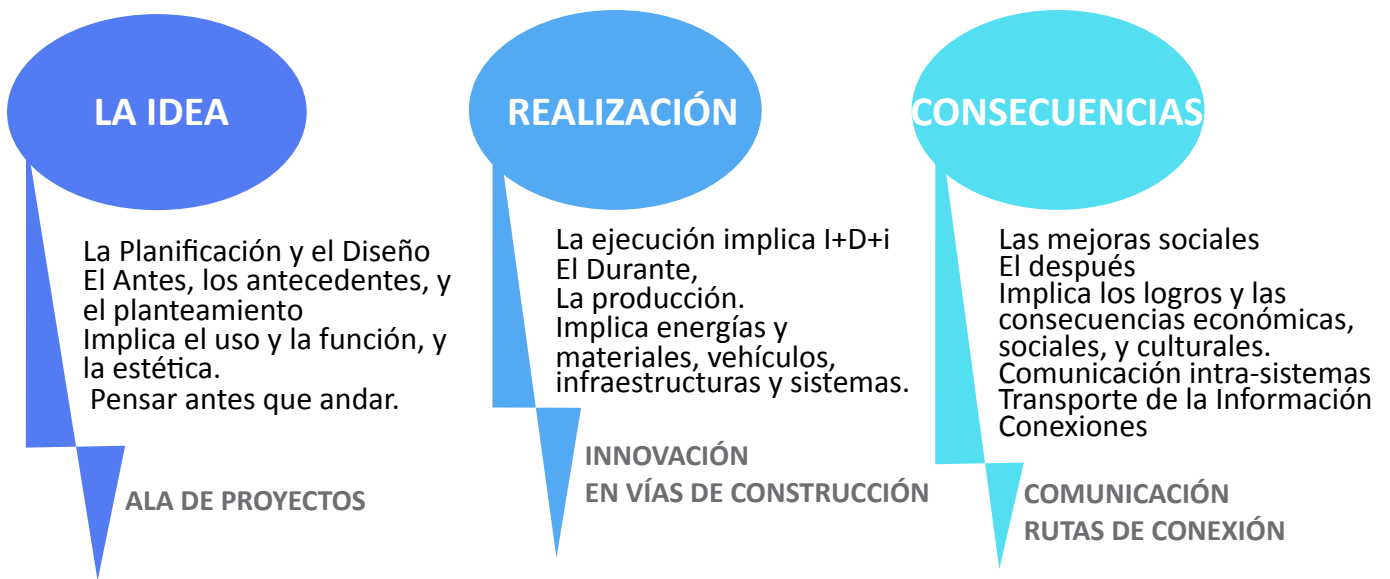 LA IDEA
La Planificación y el Diseño
El Antes, los antecedentes, y
el planteamiento
Implica el uso y la función, y
la estética.
Pensar antes que andar.
ALA DE PROYECTOS
REALIZACIÓN
La ejecución implica I+D+i
El Durante,
La producción.
Implica energías y
materiales, vehículos,
infraestructuras y sistemas.
INNOVACIÓN
EN VÍAS DE CONSTRUCCIÓN
CONSECUENCIAS
Las mejoras sociales
El después
Implica los logros y las
consecuencias económicas,
sociales, y culturales.
Comunicación intra-sistemas
Transporte de la Información
Conexiones
COMUNICACIÓN
RUTAS DE CONEXIÓN